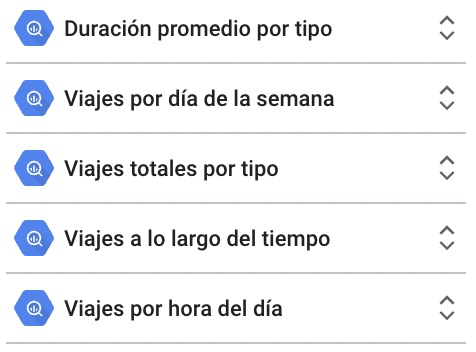 Duración promedio por tipo
Viajes por día de la semana
Viajes totales por tipo
Viajes a lo largo del tiempo
Viajes por hora del día